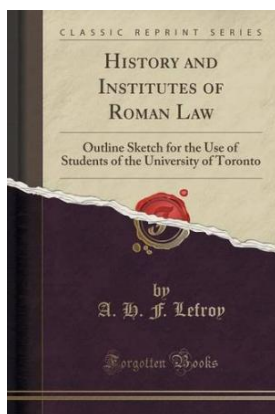 CLASSIC REPRINT SERIES
HISTORY AND
INSTITUTES OF
ROMAN LAW
Outline Sketch for the Use of
Students of the University of Toronto
by
A. H. F. Lefroy
Forgotten Books